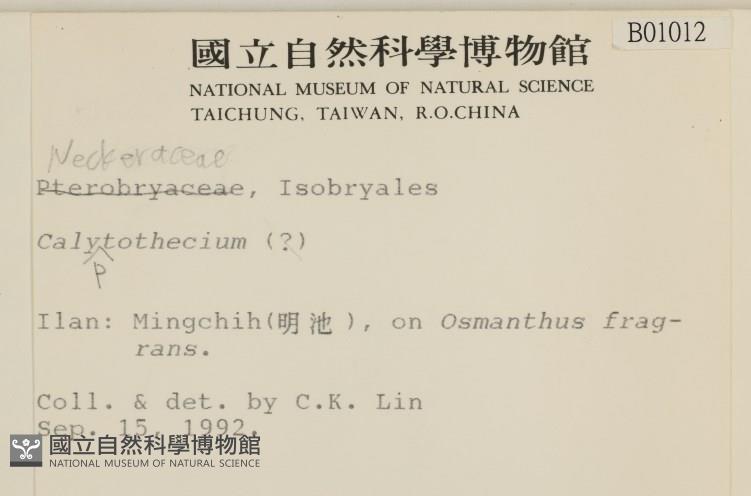 B01012
國立自然科學博物館
NATIONAL MUSEUM OF NATURAL SCIENCE
TAICHUNG, TAIWAN, R.O.CHINA
Neckeraceae
Pterobryaceae, Isobryales
Calytothecium (?)
p
Ilan: Mingchih(明池), on Osmanthus frag-
rans.
Coll. & det. by C.K. Lin
Sep. 15, 1992.
國立自然科學博物館
NATIONAL MUSEUM OF NATURAL SCIENCE